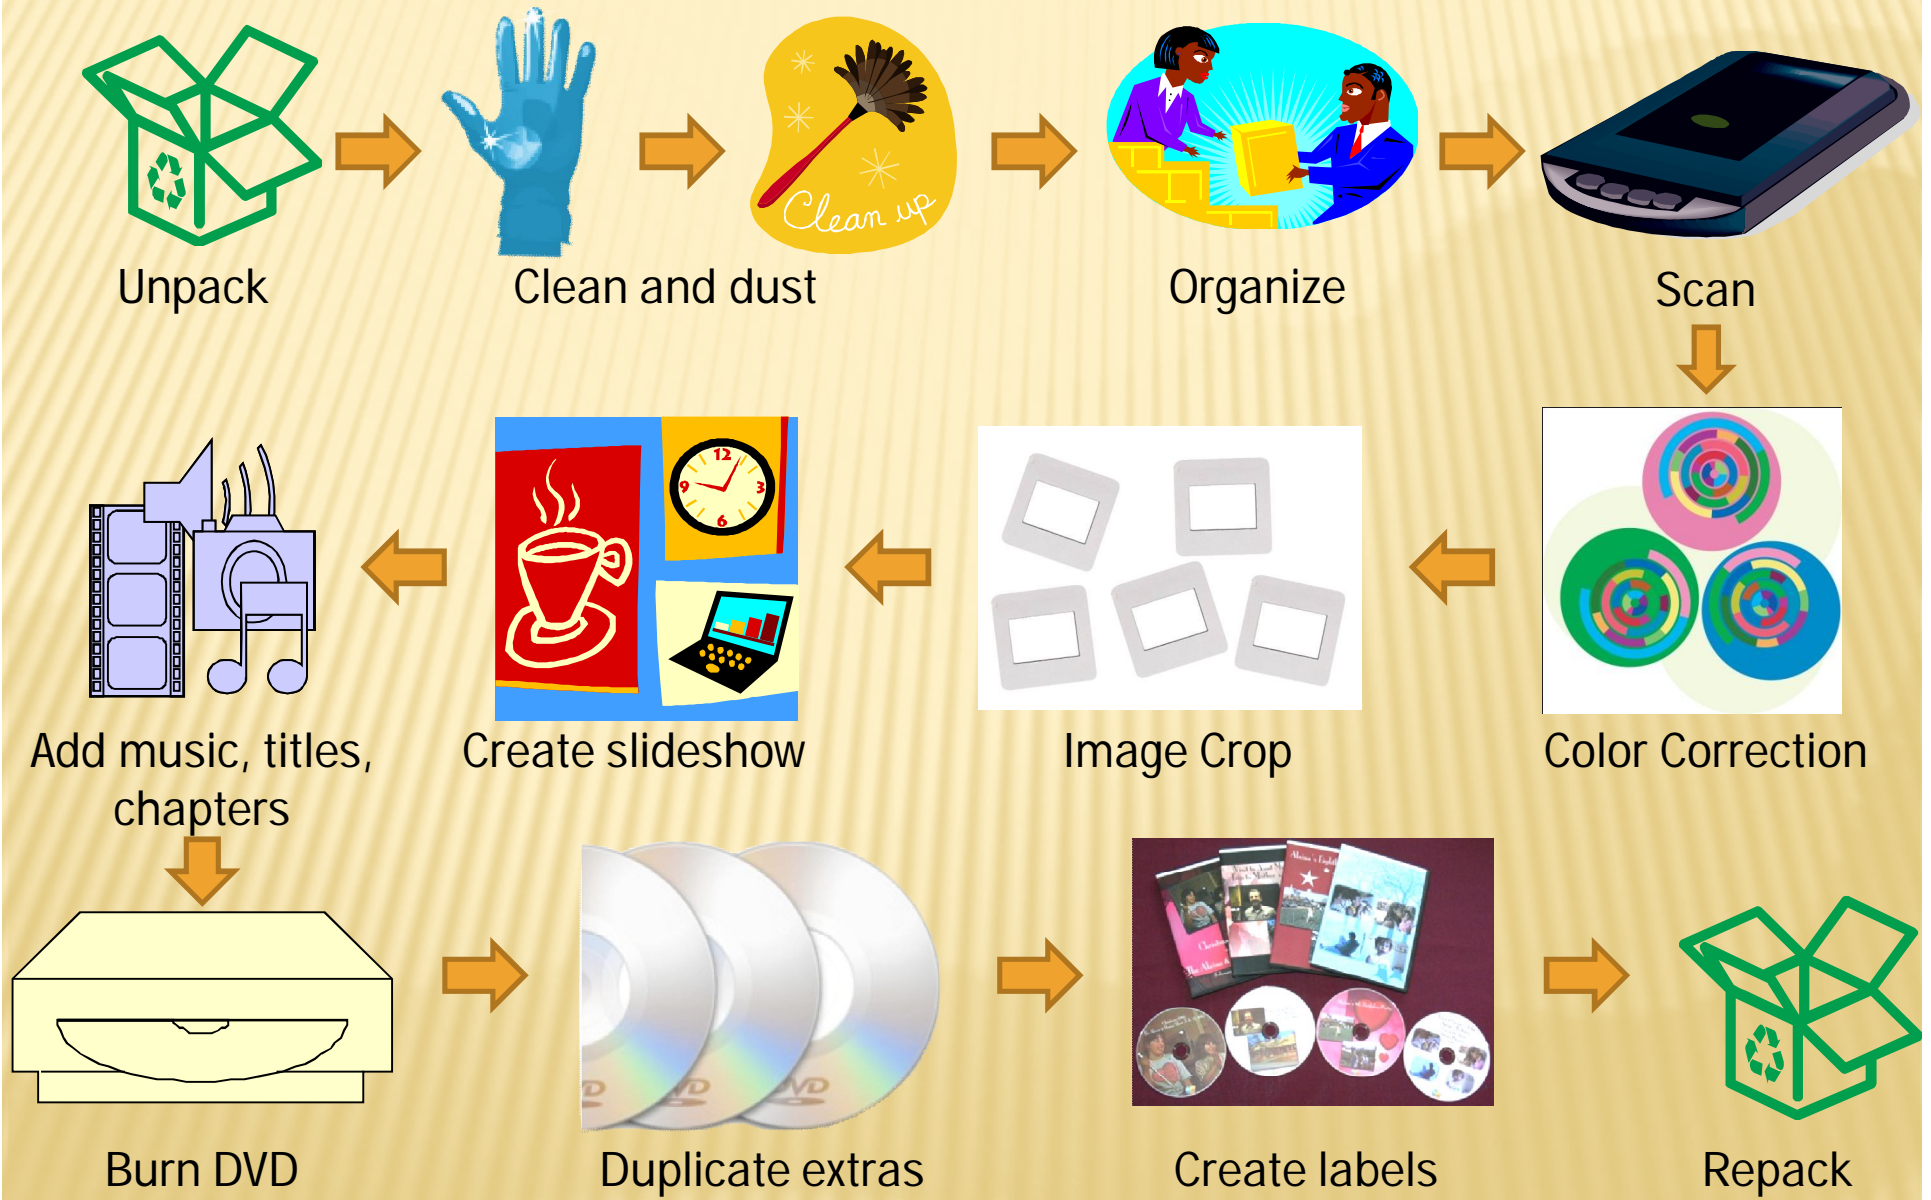 Clean up
Unpack
Clean and dust
Organize
Scan
12
9
3
6
Add music, titles,
chapters
Create slideshow
Image Crop
Color Correction
DVD
Burn DVD
Duplicate extras
Create labels
Repack